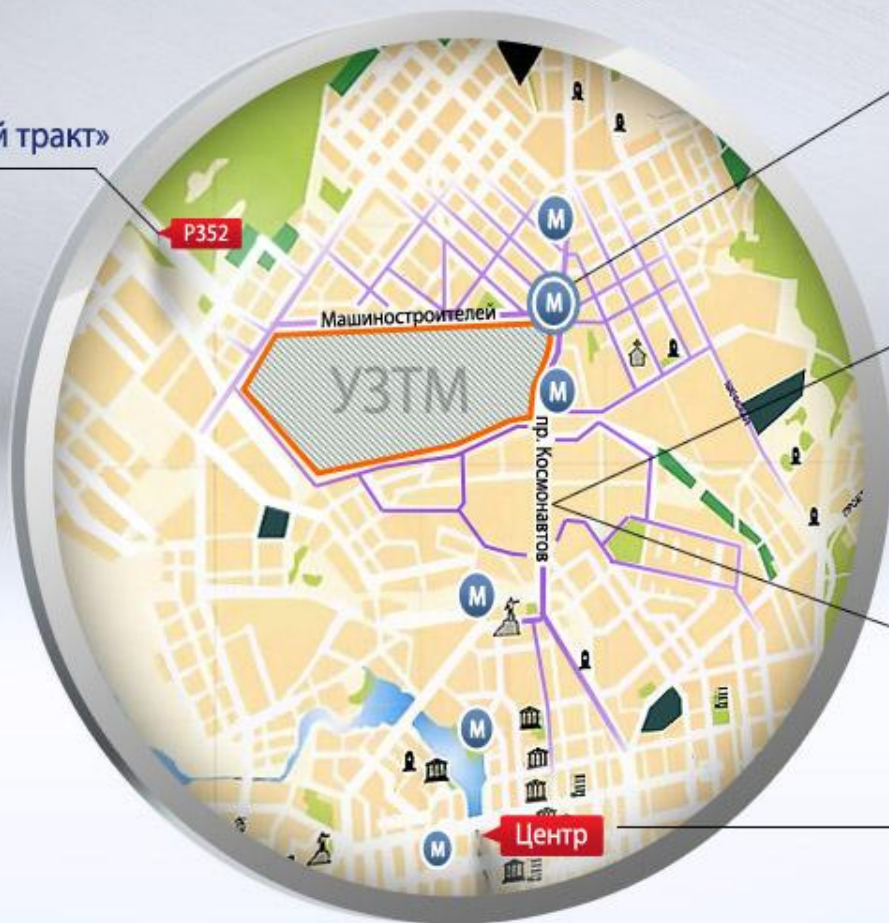 й тракт»
Р352
М
М
Машиностроителей
М
УЗТМ
пр. Космонавтов
М
М
Центр
М